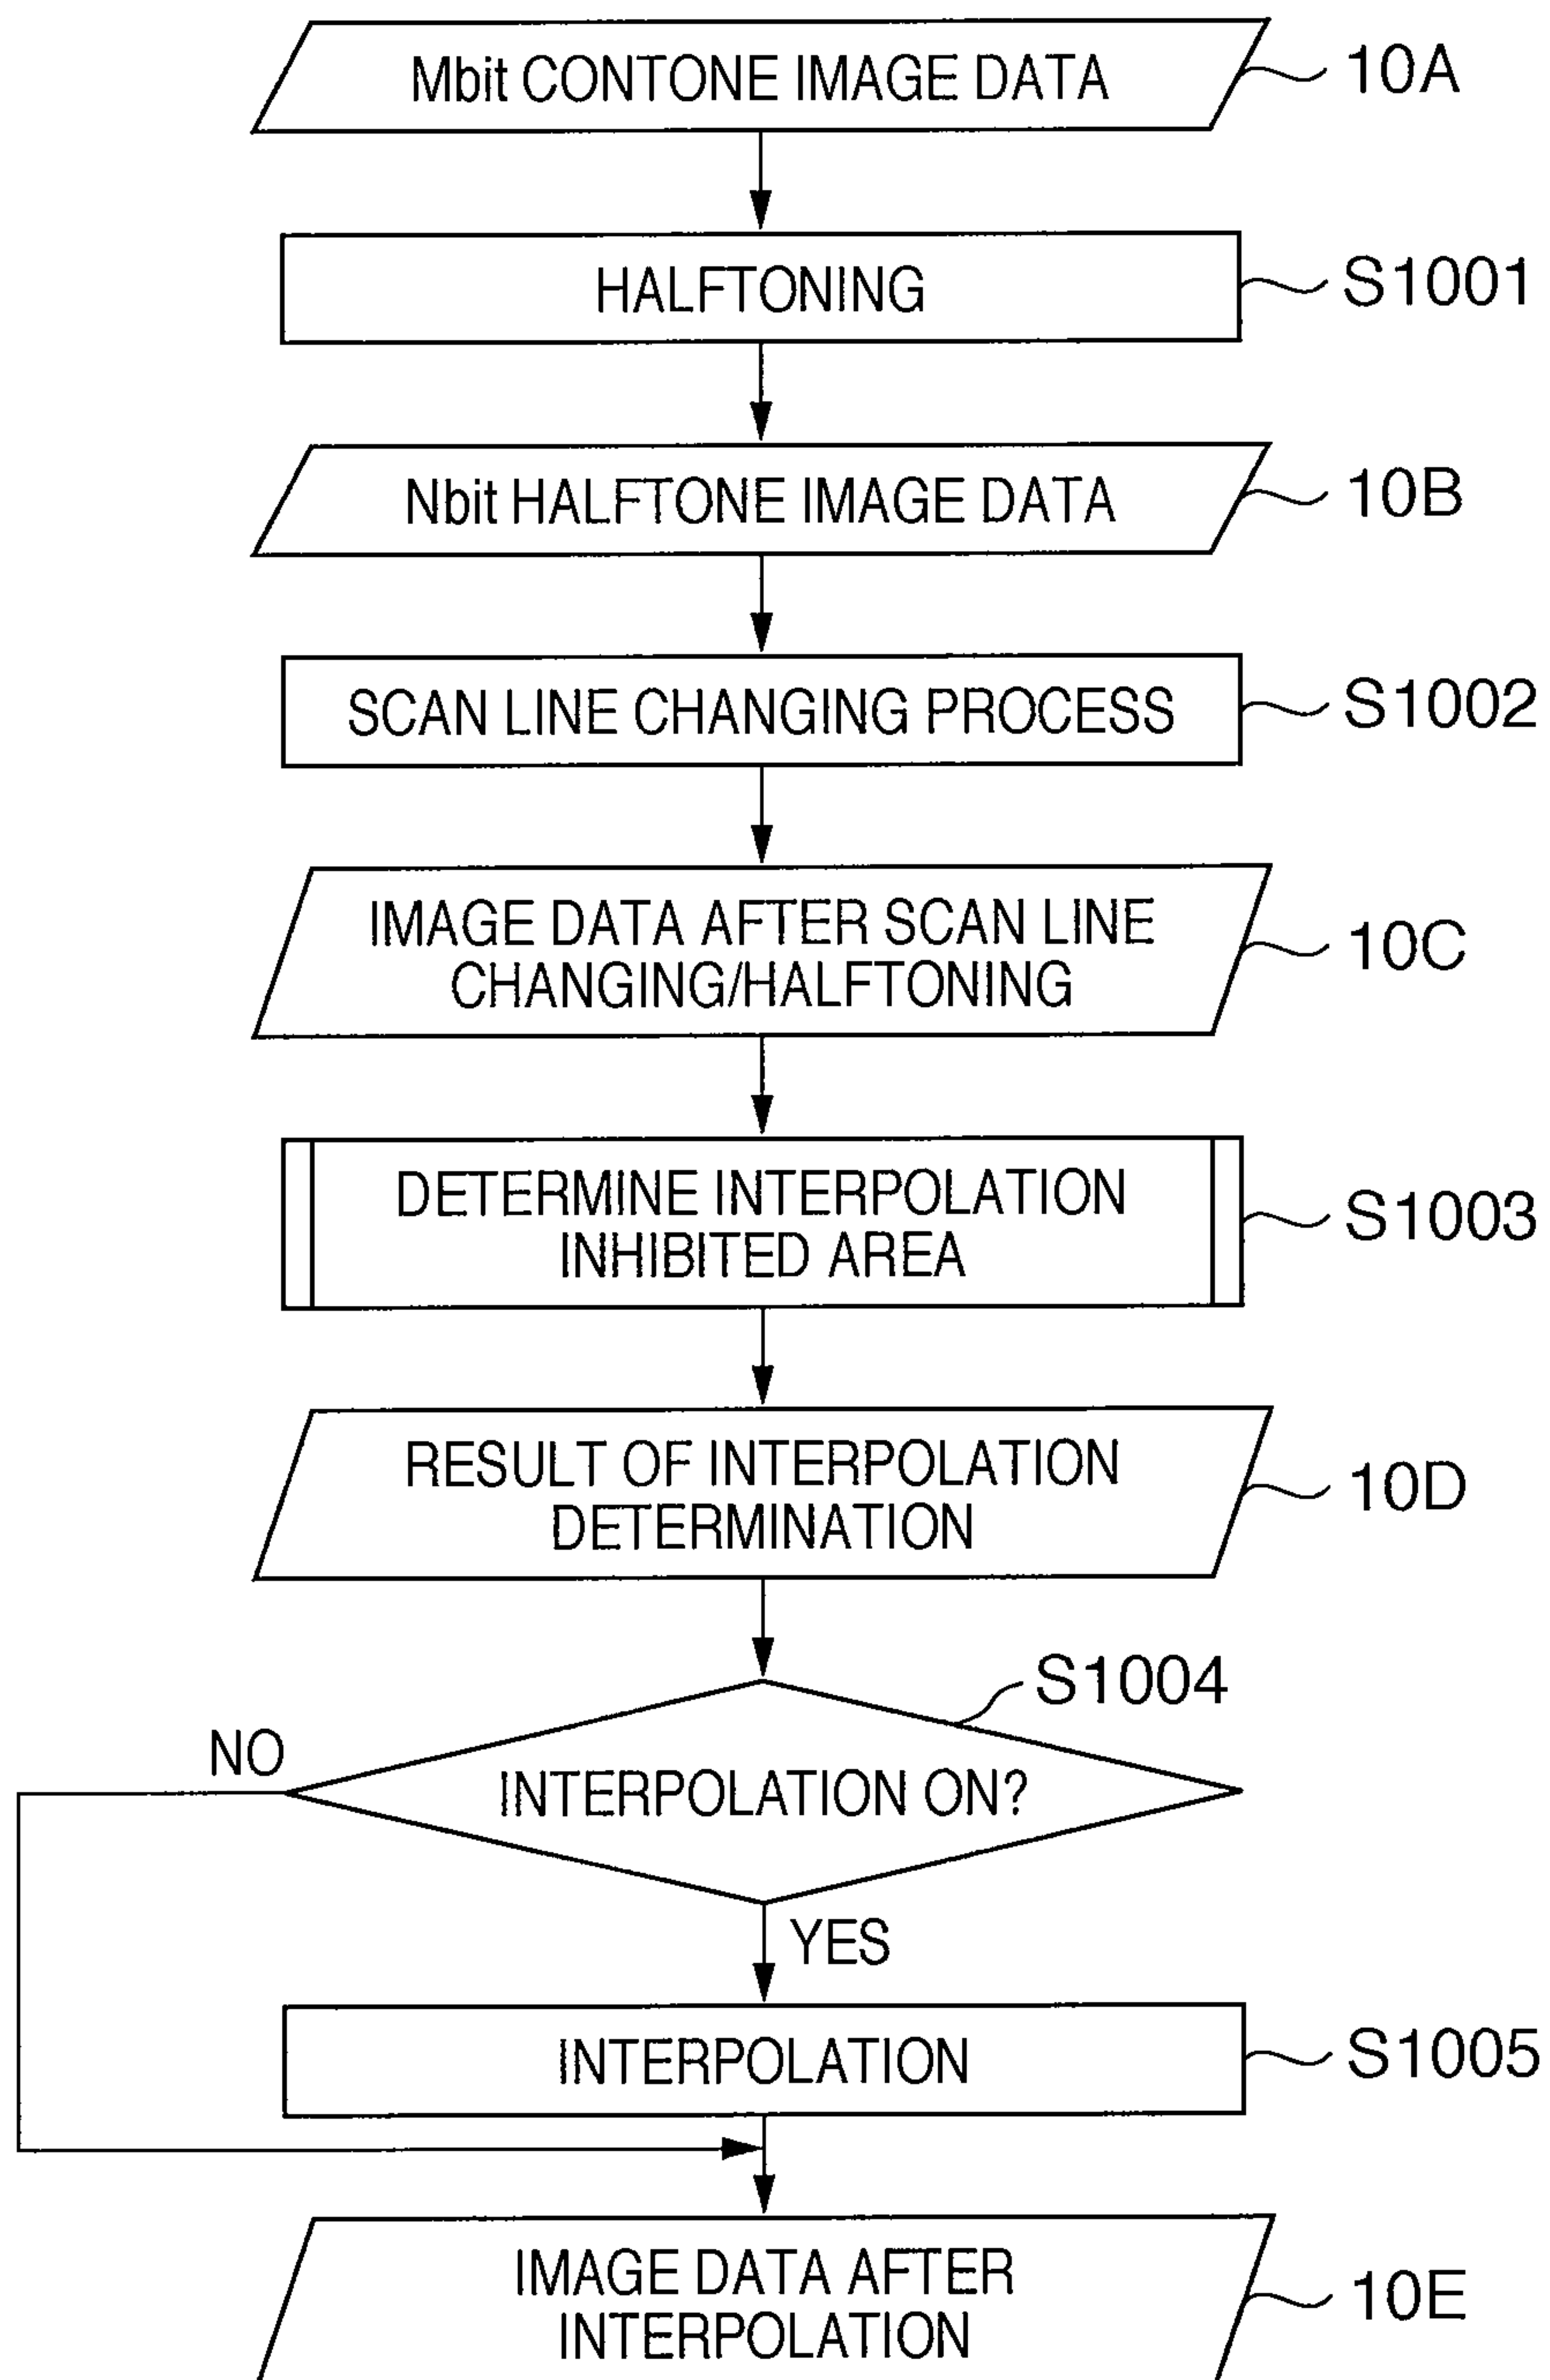 Mbit CONTONE IMAGE DATA
10A
HALFTONING
S1001
Nbit HALFTONE IMAGE DATA
10B
SCAN LINE CHANGING PROCESS
S1002
IMAGE DATA AFTER SCAN LINE
CHANGING/HALFTONING
10C
DETERMINE INTERPOLATION
INHIBITED AREA
S1003
RESULT OF INTERPOLATION
DETERMINATION
10D
S1004
NO
INTERPOLATION ON?
YES
INTERPOLATION
S1005
IMAGE DATA AFTER
INTERPOLATION
10E